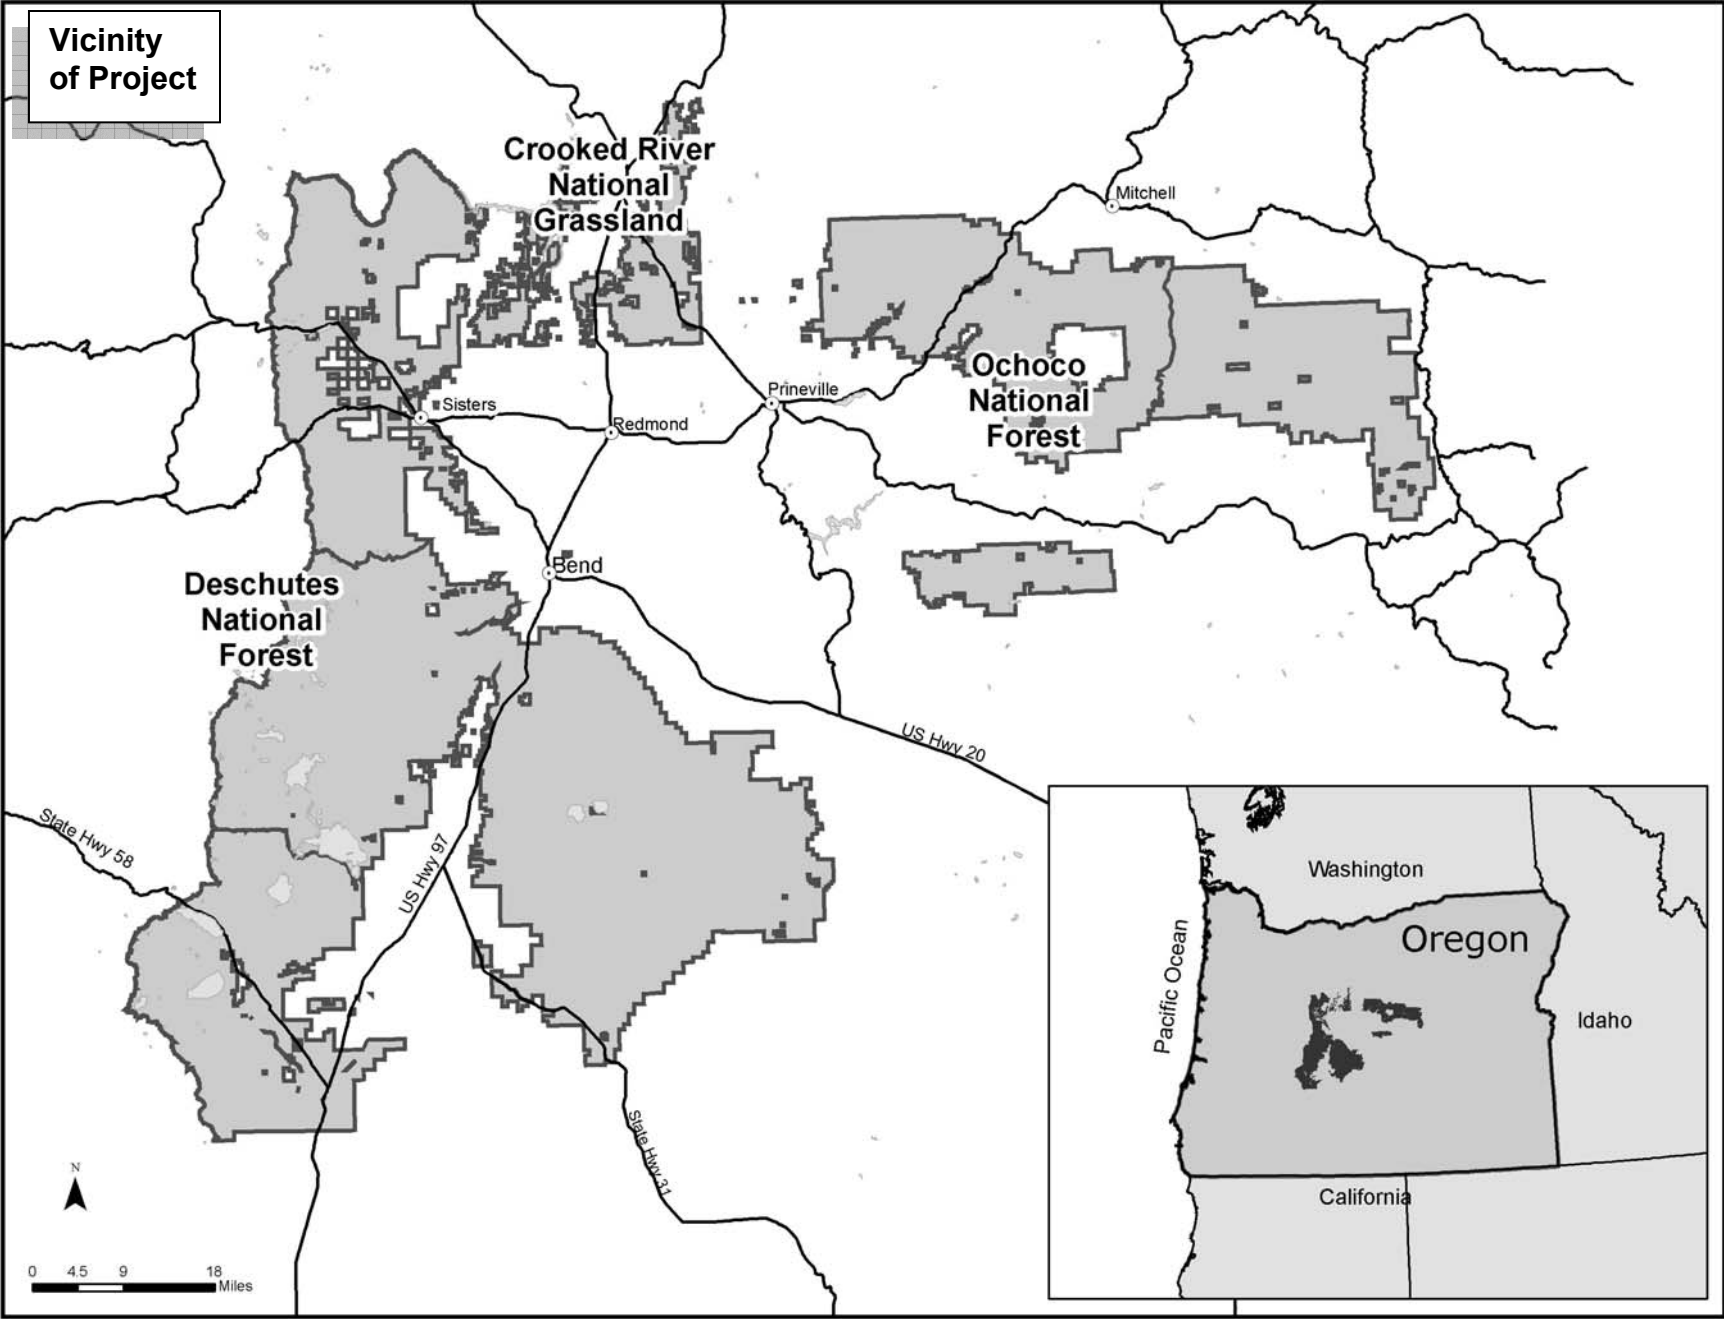 Vicinity
of Project
Crooked River
National
Grassland
Mitchell
Ochoco
National
Forest
Prineville
Sisters
Redmond
Bend
Deschutes
National
Forest
US Hwy 20
State Hwy 58
US Hwy 97
State Hwy 31
N
0 4.5 9 18
Miles
Washington
Oregon
Pacific Ocean
Idaho
California